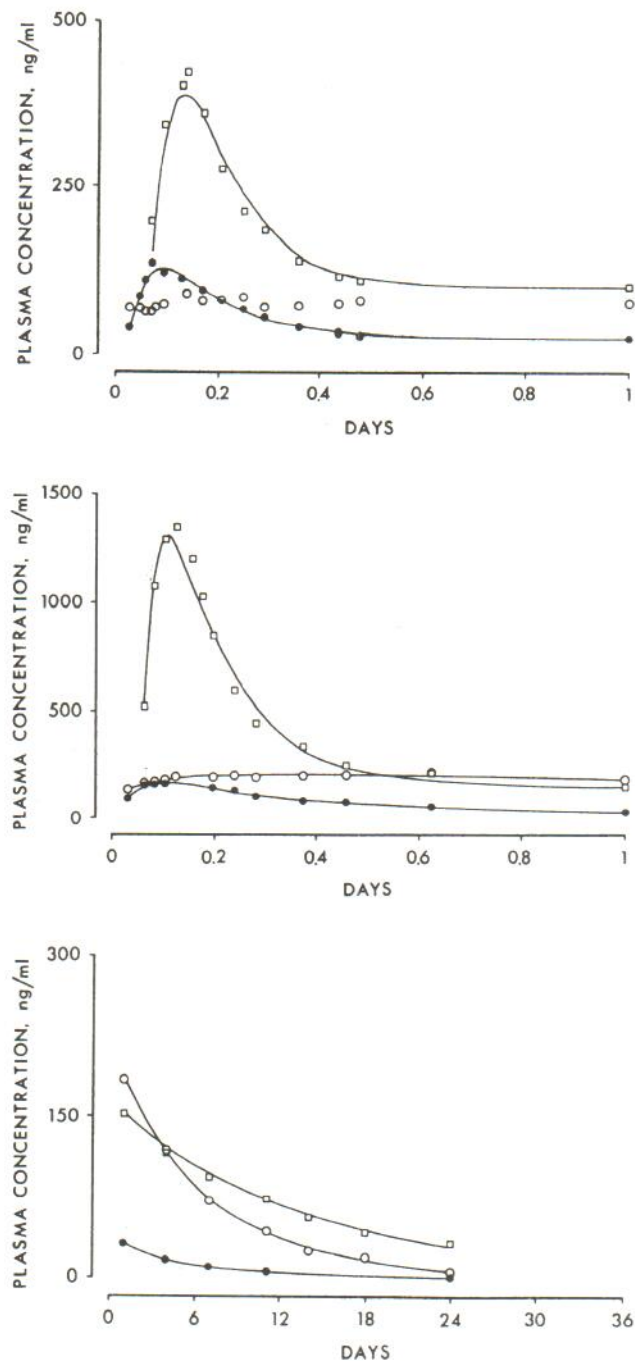 500
250
0
PLASMA CONCENTRATION, ng/ml
0 0.2 0.4 0.6 0.8 1
DAYS
1500
1000
500
0
PLASMA CONCENTRATION, ng/ml
0 0.2 0.4 0.6 0.8 1
DAYS
300
150
0
PLASMA CONCENTRATION, ng/ml
0 6 12 18 24 30 36
DAYS